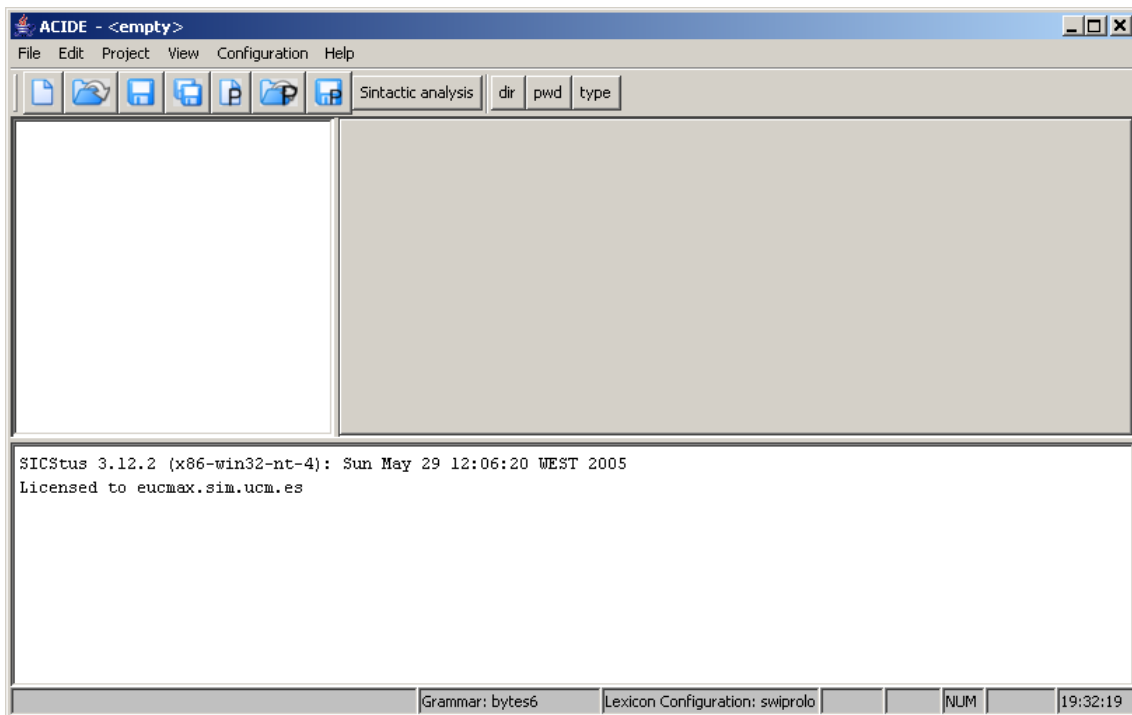 ACIDE - <empty>
File Edit Project View Configuration Help
P P P Sintactic analysis dir pwd type
SICStus 3.12.2 (x86-win32-nt-4): Sun May 29 12:06:20 WEST 2005
Licensed to eucmax.sim.ucm.es
Grammar: bytes6 Lexicon Configuration: swiprolo NUM 19:32:19